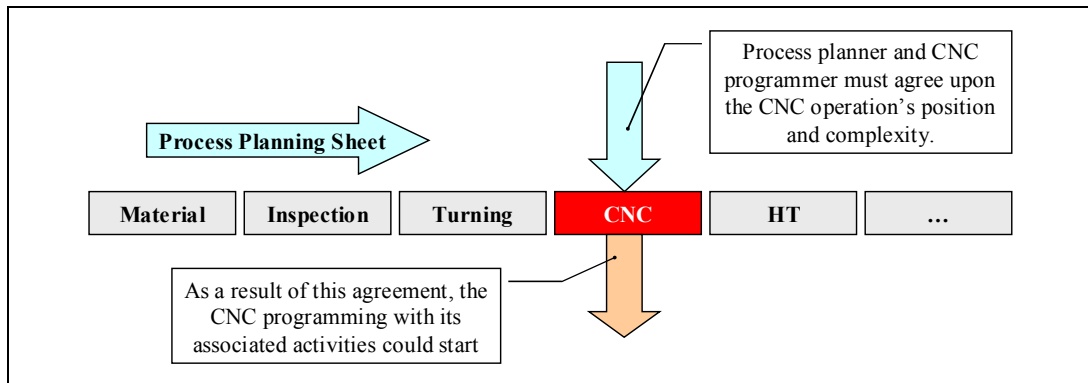 Process planner and CNC
programmer must agree upon
the CNC operation’s position
and complexity.
Process Planning Sheet
Material
Inspection
Turning
CNC
HT
…
As a result of this agreement, the
CNC programming with its
associated activities could start